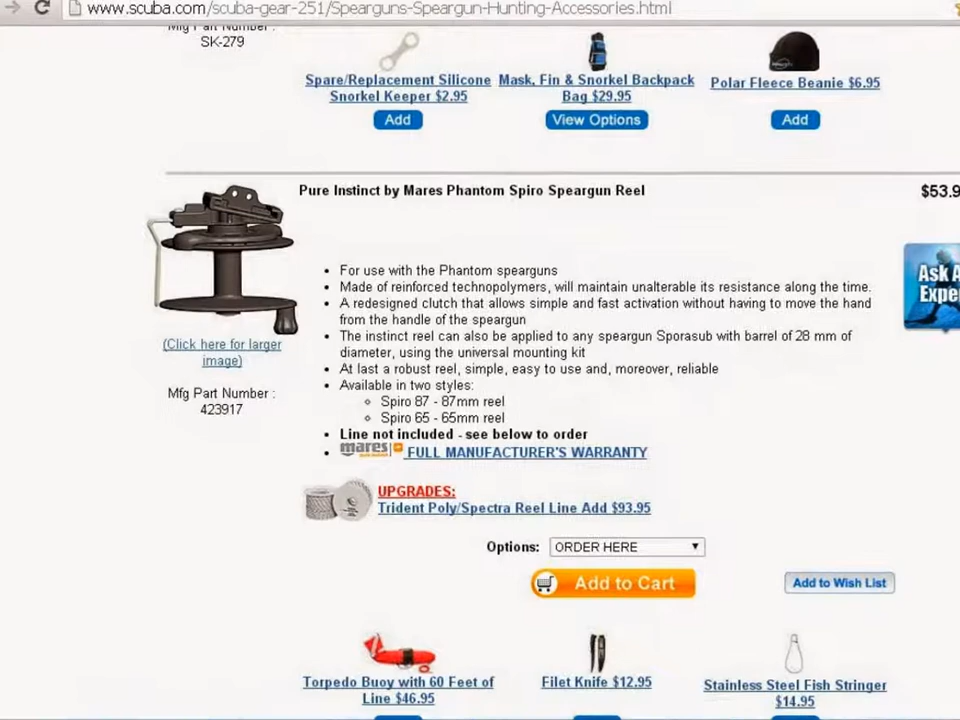 www.scuba.com/scuba-gear-251/Spearguns-Speargun-Hunting-Accessories.html
Mfg Part Number :
SK-279
Spare/Replacement Silicone
Snorkel Keeper $2.95
Add
Mask, Fin & Snorkel Backpack
Bag $29.95
View Options
Polar Fleece Beanie $6.95
Add
Pure Instinct by Mares Phantom Spiro Speargun Reel
$53.9
(Click here for larger
image)
Mfg Part Number :
423917
• For use with the Phantom spearguns
• Made of reinforced technopolymers, will maintain unalterable its resistance along the time.
• A redesigned clutch that allows simple and fast activation without having to move the hand
from the handle of the speargun
• The instinct reel can also be applied to any speargun Sporasub with barrel of 28 mm of
diameter, using the universal mounting kit
• At last a robust reel, simple, easy to use and, moreover, reliable
• Available in two styles:
Spiro 87 - 87mm reel
Spiro 65 - 65mm reel
• Line not included - see below to order
• mares FULL MANUFACTURER'S WARRANTY
Ask A
Expe
UPGRADES:
Trident Poly/Spectra Reel Line Add $93.95
Options: ORDER HERE
Add to Cart
Add to Wish List
Torpedo Buoy with 60 Feet of
Line $46.95
Filet Knife $12.95
Stainless Steel Fish Stringer
$14.95